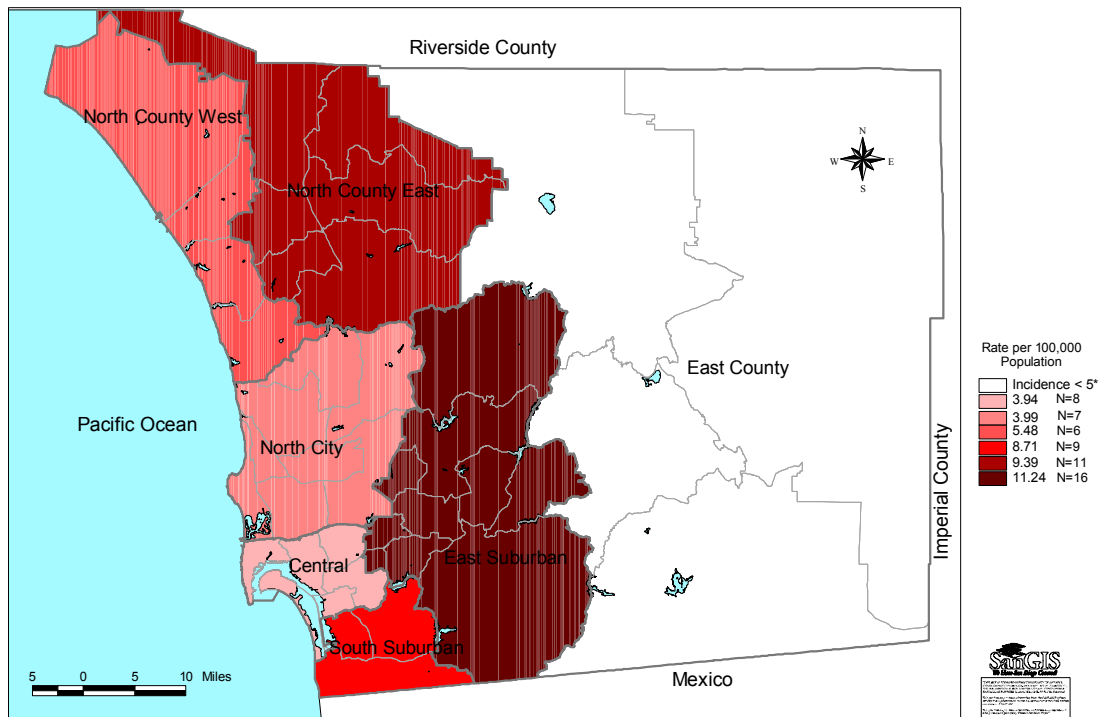 Riverside County
North County West
N
W E
S
North County East
Rate per 100,000
Population
Incidence < 5*
3.94 N=8
3.99 N=7
5.48 N=6
8.71 N=9
9.39 N=11
11.24 N=16
East County
Pacific Ocean
North City
Imperial County
Central
East Suburban
South Suburban
Mexico
5 0 5 10 Miles
SanGIS